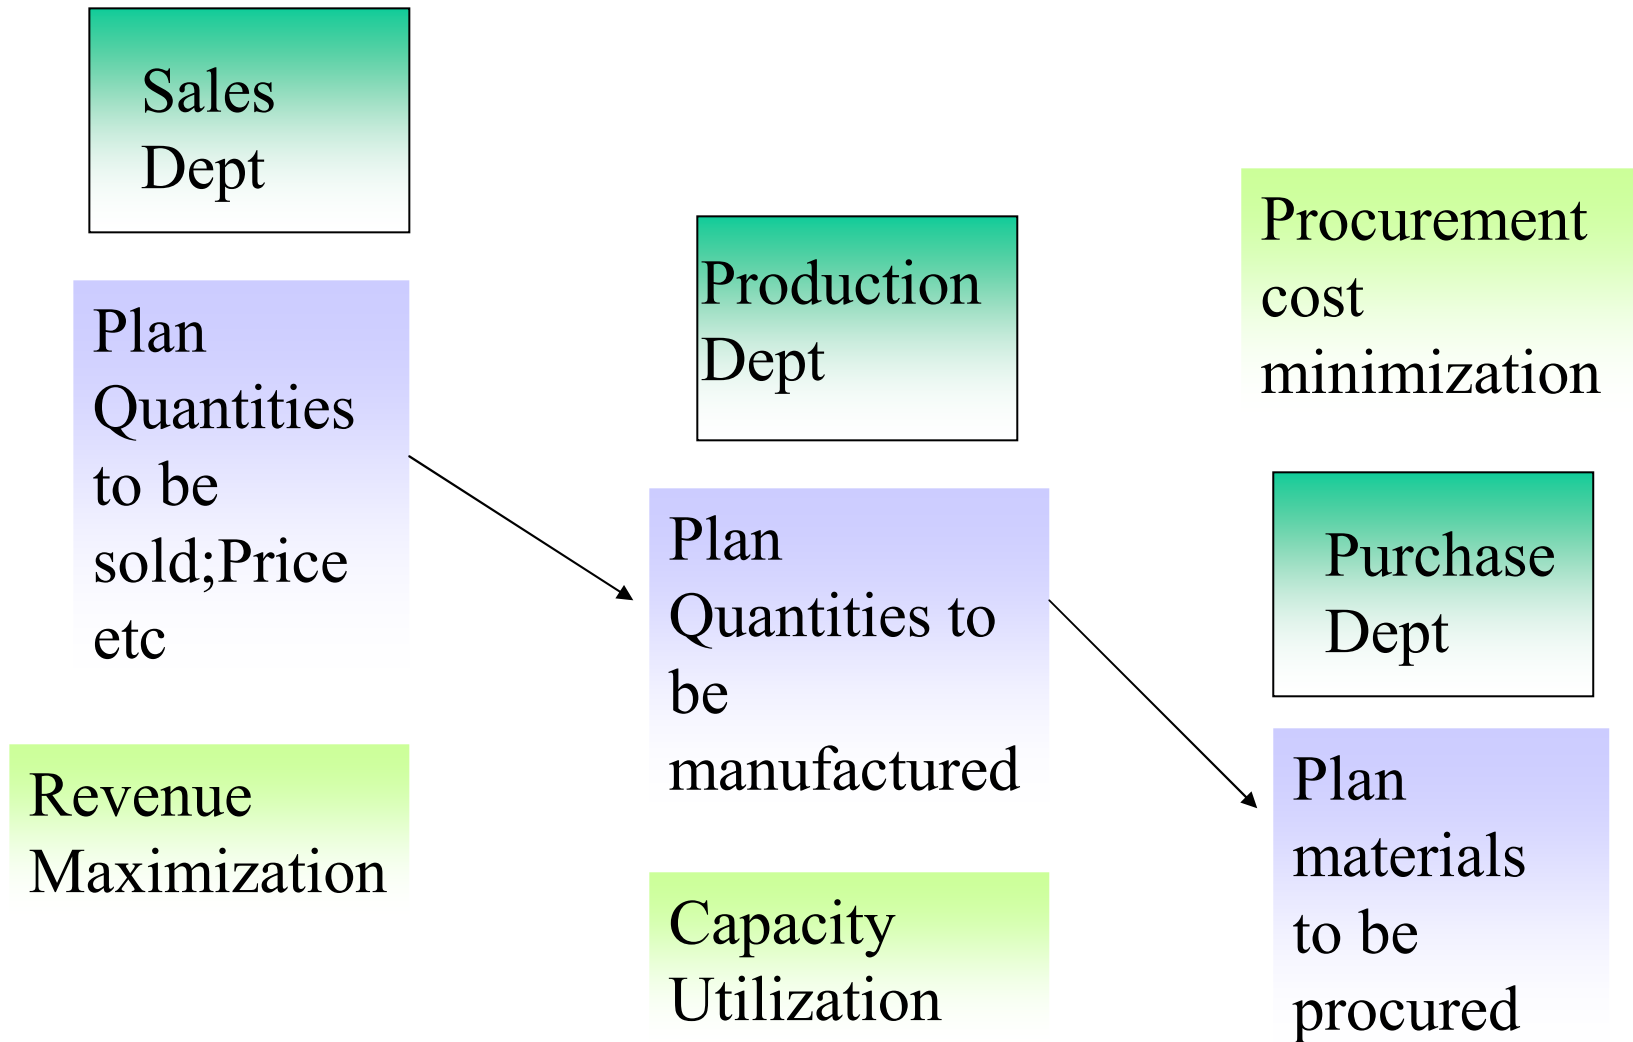 Sales
Dept
Plan
Quantities
to be
sold;Price
etc
Revenue
Maximization
Production
Dept
Plan
Quantities to
be
manufactured
Capacity
Utilization
Procurement
cost
minimization
Purchase
Dept
Plan
materials
to be
procured